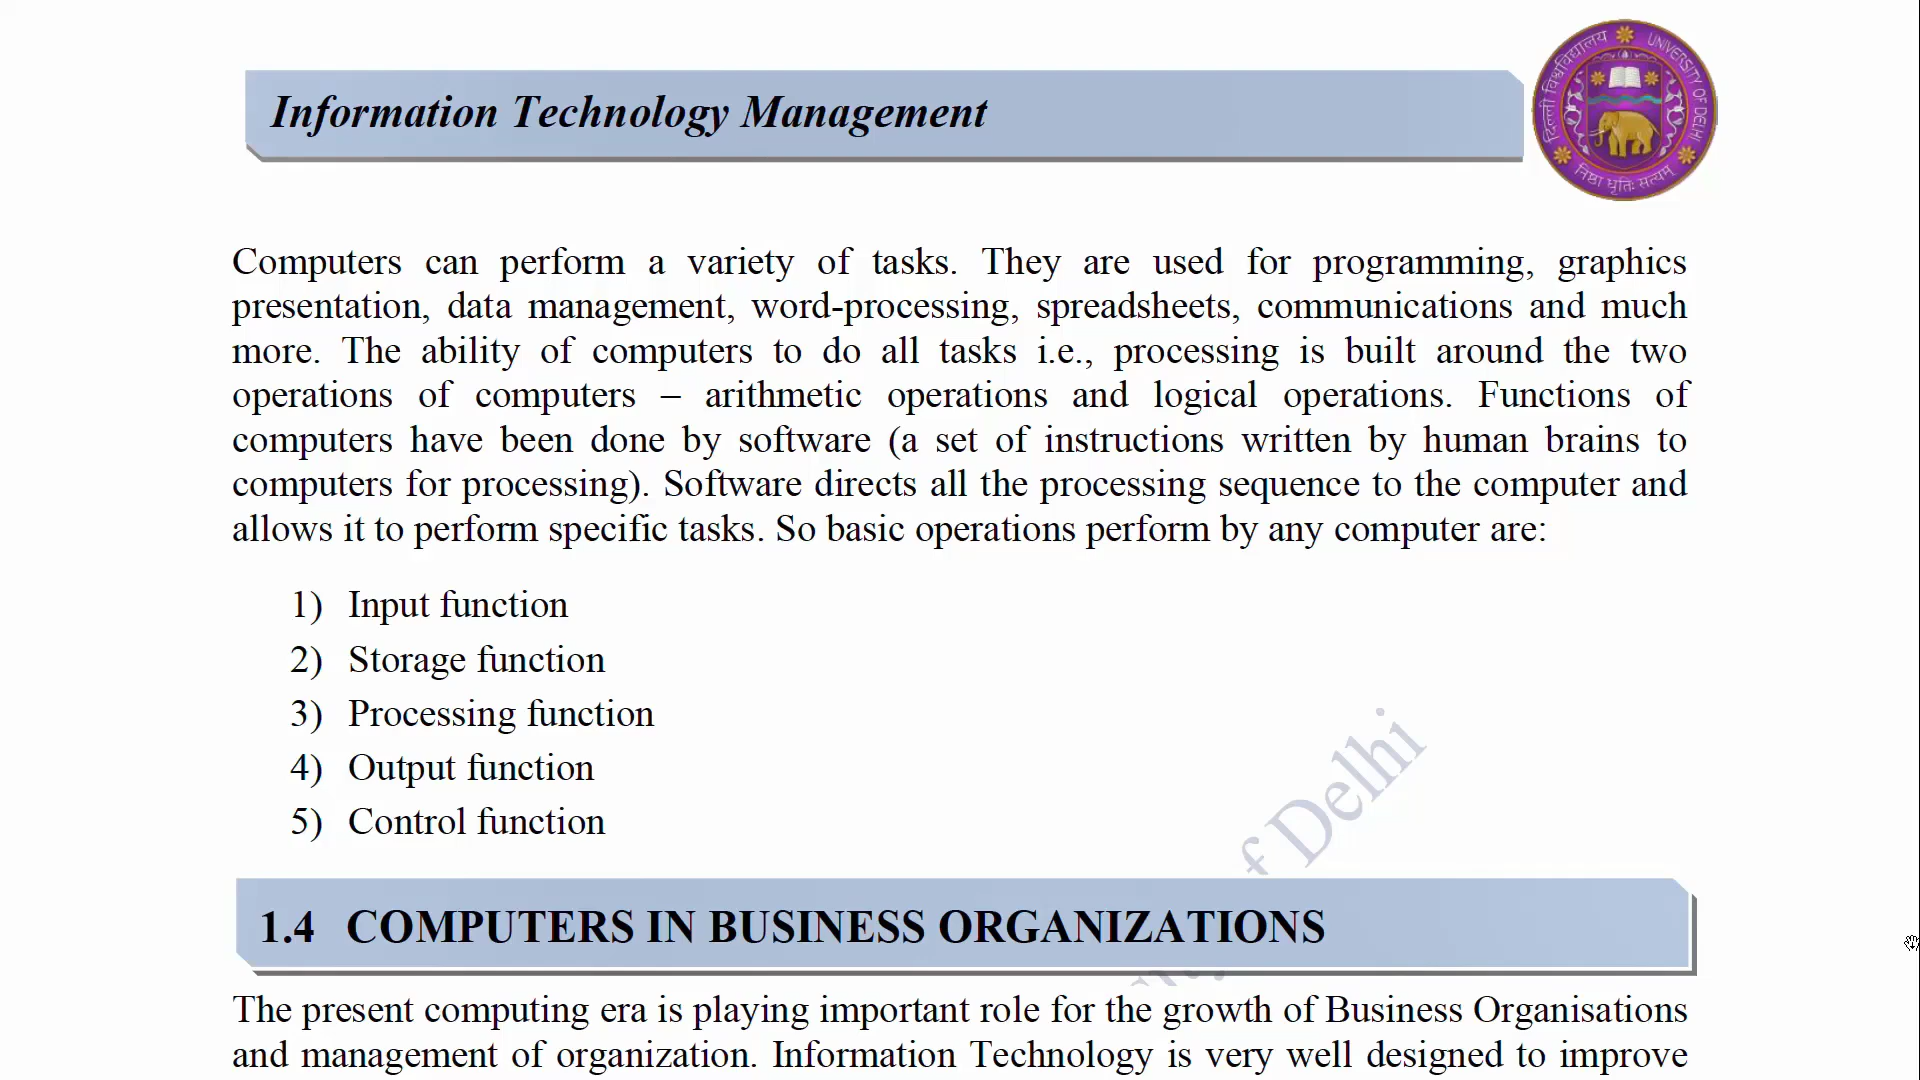 Information Technology Management
दिल्ली विश्वविद्यालय
UNIVERSITY OF DELHI
निष्ठा धृतिः सत्यम्
Computers can perform a variety of tasks. They are used for programming, graphics
presentation, data management, word-processing, spreadsheets, communications and much
more. The ability of computers to do all tasks i.e., processing is built around the two
operations of computers – arithmetic operations and logical operations. Functions of
computers have been done by software (a set of instructions written by human brains to
computers for processing). Software directs all the processing sequence to the computer and
allows it to perform specific tasks. So basic operations perform by any computer are:
1) Input function
2) Storage function
3) Processing function
4) Output function
5) Control function
f Delhi
1.4 COMPUTERS IN BUSINESS ORGANIZATIONS
The present computing era is playing important role for the growth of Business Organisations
and management of organization. Information Technology is very well designed to improve